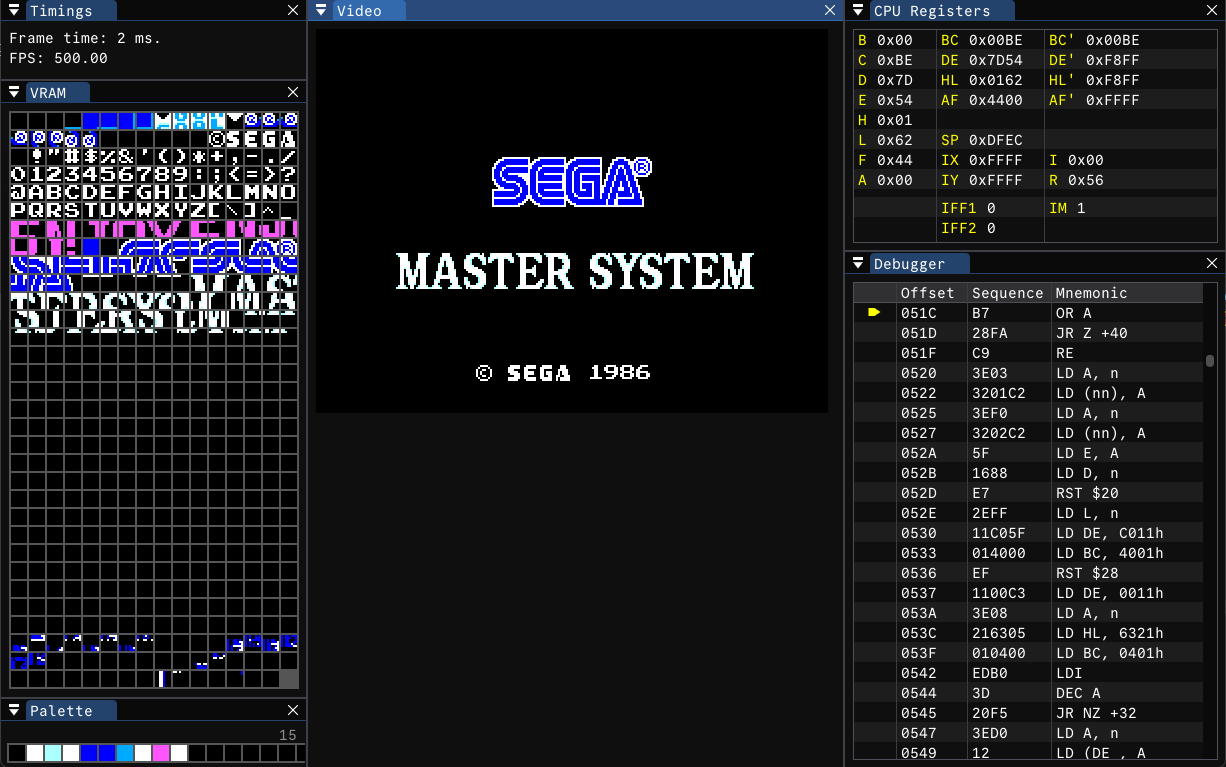 Timings
Frame time: 2 ms.
FPS: 500.00
VRAM
©SEGA
!"#$%&'()*+,-./
0123456789:;<=>?
@ABCDEFGHIJKLMNO
PQRSTUVWXYZ[\]^_
Palette
15
Video
SEGA®
MASTER SYSTEM
© SEGA 1986
CPU Registers
B 0x00 BC 0x00BE BC' 0x00BE
C 0xBE DE 0x7D54 DE' 0xF8FF
D 0x7D HL 0x0162 HL' 0xF8FF
E 0x54 AF 0x4400 AF' 0xFFFF
H 0x01
L 0x62 SP 0xDFEC
F 0x44 IX 0xFFFF I 0x00
A 0x00 IY 0xFFFF R 0x56
IFF1 0 IM 1
IFF2 0
Debugger
Offset Sequence Mnemonic
051C B7 OR A
051D 28FA JR Z +40
051F C9 RE
0520 3E03 LD A, n
0522 3201C2 LD (nn), A
0525 3EF0 LD A, n
0527 3202C2 LD (nn), A
052A 5F LD E, A
052B 1688 LD D, n
052D E7 RST $20
052E 2EFF LD L, n
0530 11C05F LD DE, C011h
0533 014000 LD BC, 4001h
0536 EF RST $28
0537 1100C3 LD DE, 0011h
053A 3E08 LD A, n
053C 216305 LD HL, 6321h
053F 010400 LD BC, 0401h
0542 EDB0 LDI
0544 3D DEC A
0545 20F5 JR NZ +32
0547 3ED0 LD A, n
0549 12 LD (DE , A